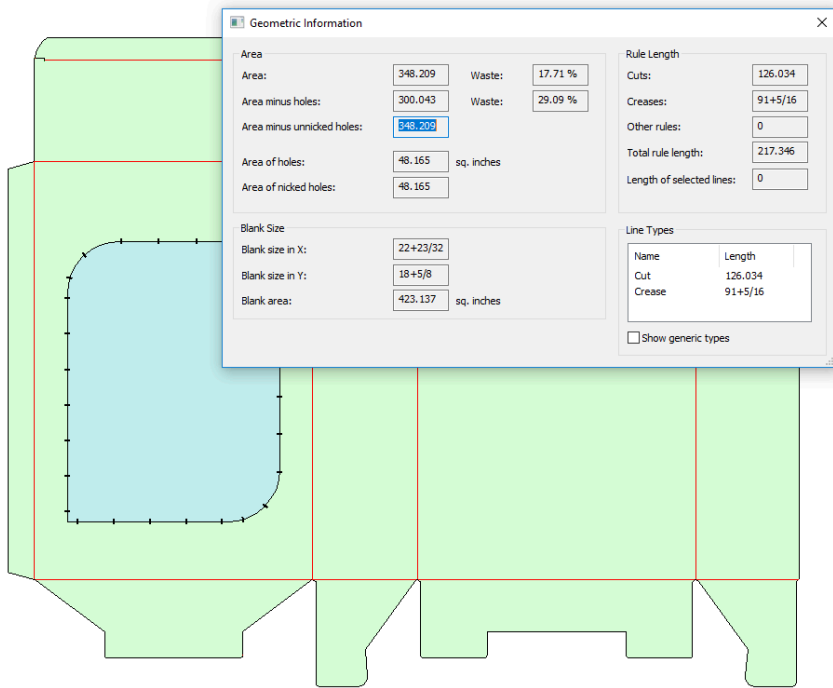 Geometric Information
Area
Area: 348.209 Waste: 17.71 %
Area minus holes: 300.043 Waste: 29.09 %
Area minus unnicked holes: 348.209
Area of holes: 48.165 sq. inches
Area of nicked holes: 48.165
Blank Size
Blank size in X: 22+23/32
Blank size in Y: 18+5/8
Blank area: 423.137 sq. inches
Rule Length
Cuts: 126.034
Creases: 91+5/16
Other rules: 0
Total rule length: 217.346
Length of selected lines: 0
Line Types
Name Length
Cut 126.034
Crease 91+5/16
Show generic types